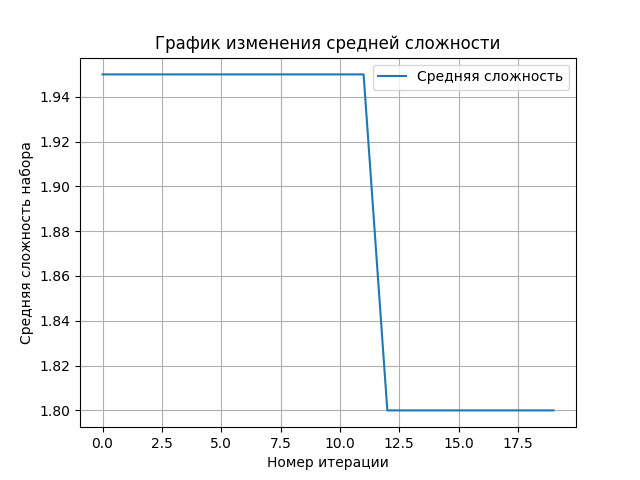 График изменения средней сложности
Средняя сложность
Средняя сложность набора
1.94
1.92
1.90
1.88
1.86
1.84
1.82
1.80
0.0 2.5 5.0 7.5 10.0 12.5 15.0 17.5
Номер итерации